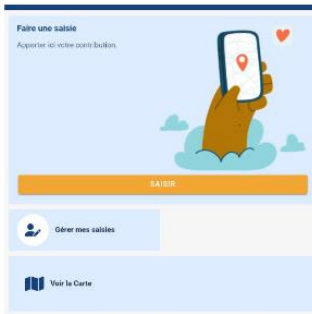 Faire une saisie
Apporter ici votre contribution.
SAISIR
Gérer mes saisies
Voir la Carte